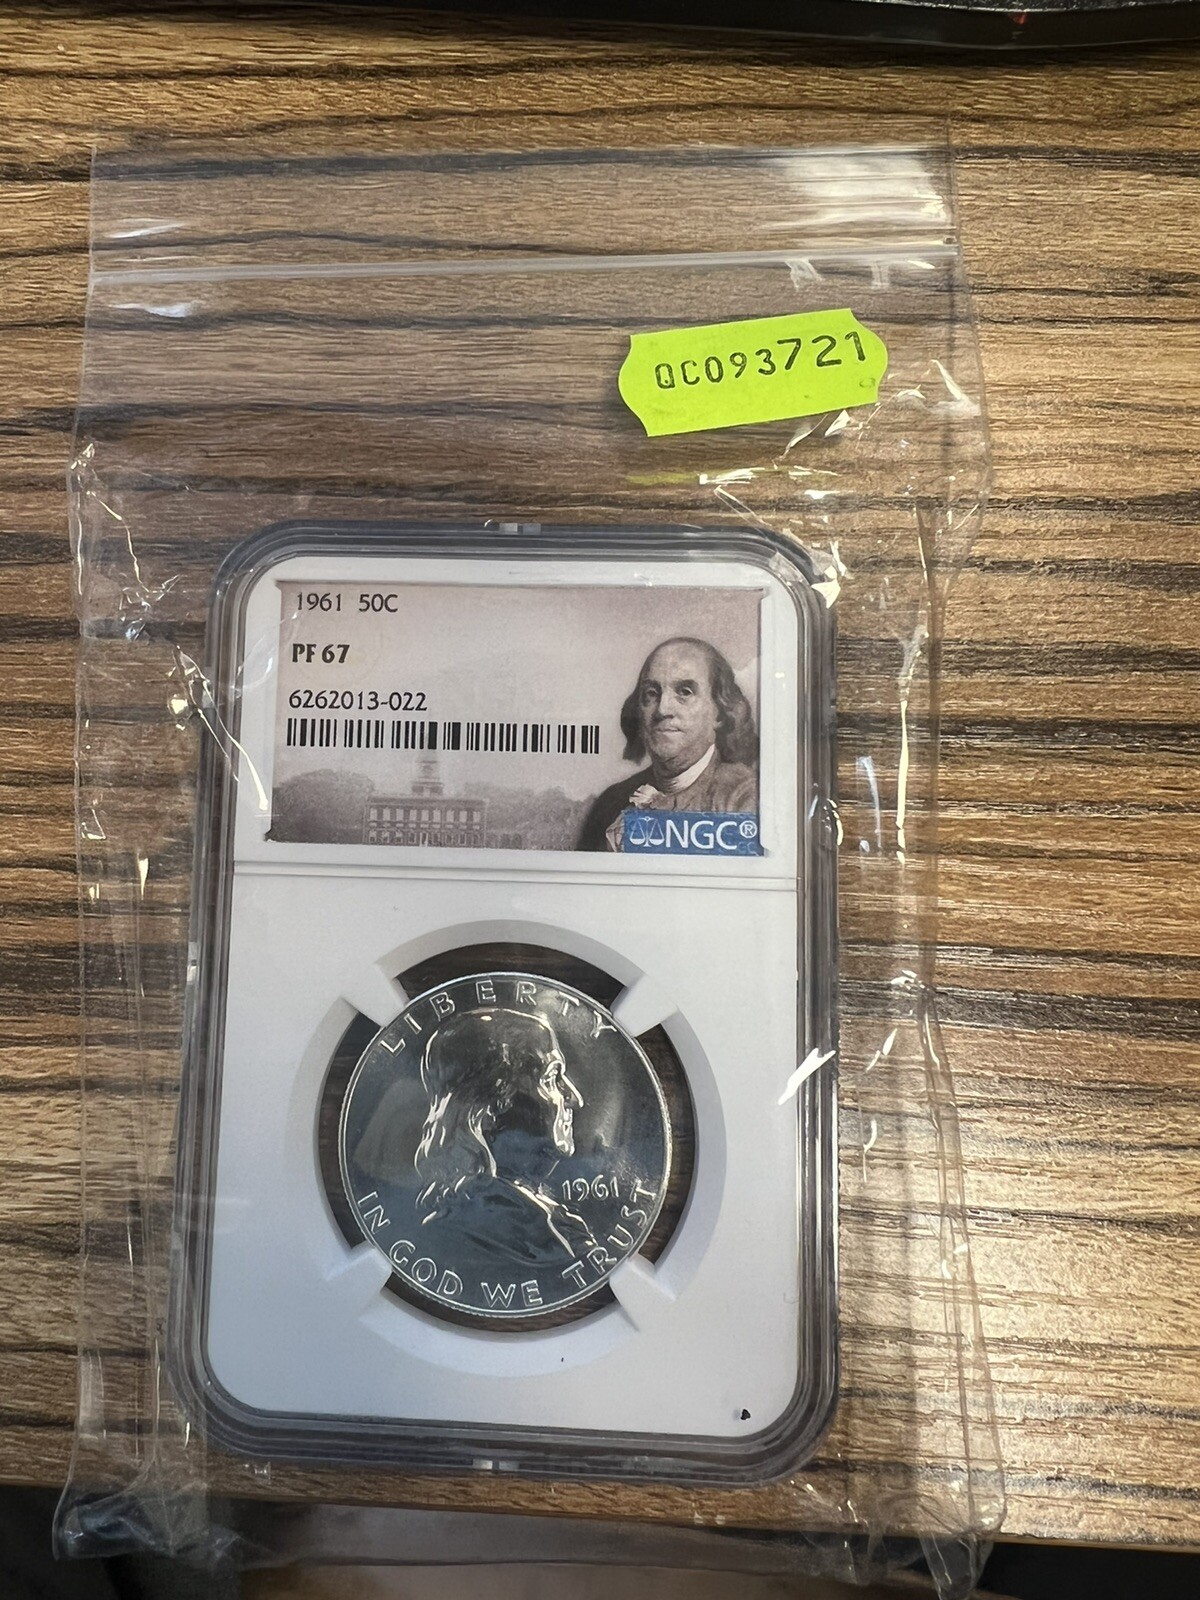 QC093721
1961 50C
PF 67
6262013-022
NGC®
LIBERTY
1961
IN GOD WE TRUST